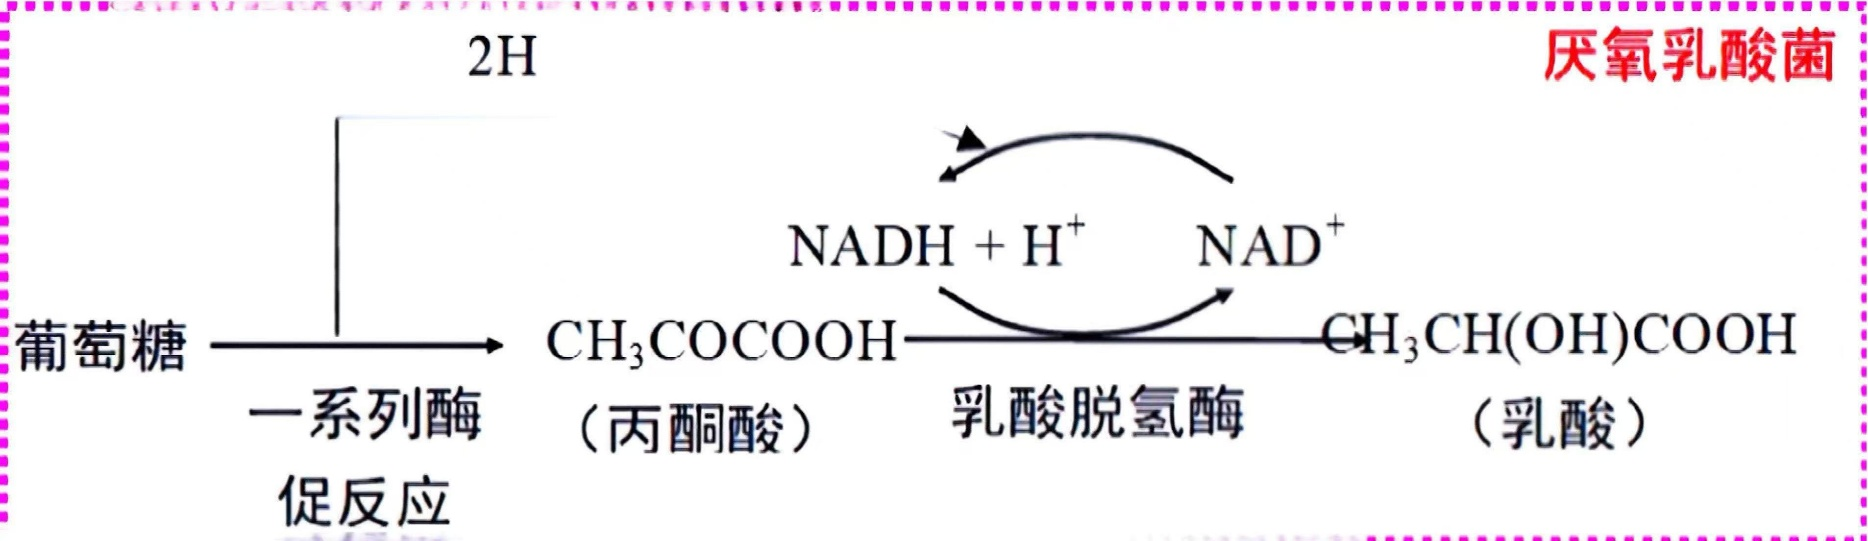 2H
厌氧乳酸菌
NADH + H⁺ NAD⁺
葡萄糖 CH₃COCOOH CH₃CH(OH)COOH
一系列酶 （丙酮酸） 乳酸脱氢酶 （乳酸）
促反应